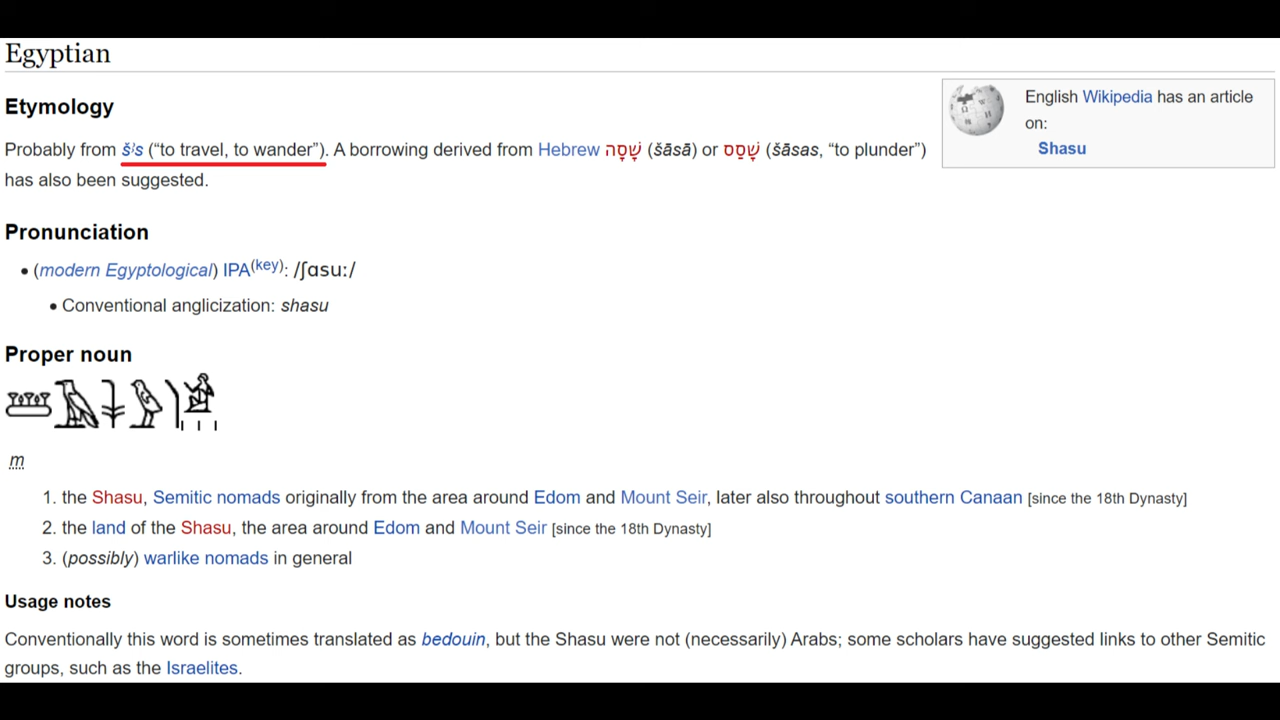 Egyptian
Etymology
Probably from šꜣs (“to travel, to wander”). A borrowing derived from Hebrew שָׁסָה (šāsā) or שָׁסַס (šāsas, “to plunder”)
has also been suggested.
English Wikipedia has an article
on:
Shasu
Pronunciation
• (modern Egyptological) IPA(key): /ʃɑsuː/
• Conventional anglicization: shasu
Proper noun
m
1. the Shasu, Semitic nomads originally from the area around Edom and Mount Seir, later also throughout southern Canaan [since the 18th Dynasty]
2. the land of the Shasu, the area around Edom and Mount Seir [since the 18th Dynasty]
3. (possibly) warlike nomads in general
Usage notes
Conventionally this word is sometimes translated as bedouin, but the Shasu were not (necessarily) Arabs; some scholars have suggested links to other Semitic
groups, such as the Israelites.